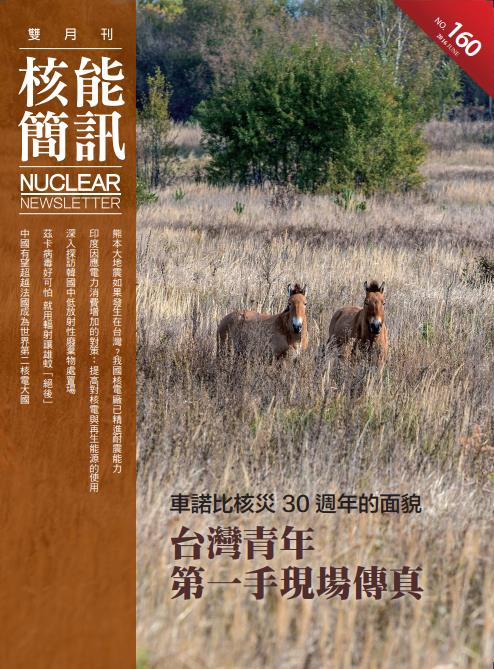 雙月刊
核能
簡訊
NUCLEAR
NEWSLETTER
NO. 160
2016 JUNE
熊本大地震如果發生在台灣？我國核電廠已精進耐震能力
印度因應電力消費增加的對策：提高對核電與再生能源的使用
深入探訪韓國中低放射性廢棄物處置場
茲卡病毒好可怕 就用輻射讓雄蚊「絕後」
中國有望超越法國成為世界第二核電大國
車諾比核災 30 週年的面貌
台灣青年
第一手現場傳真